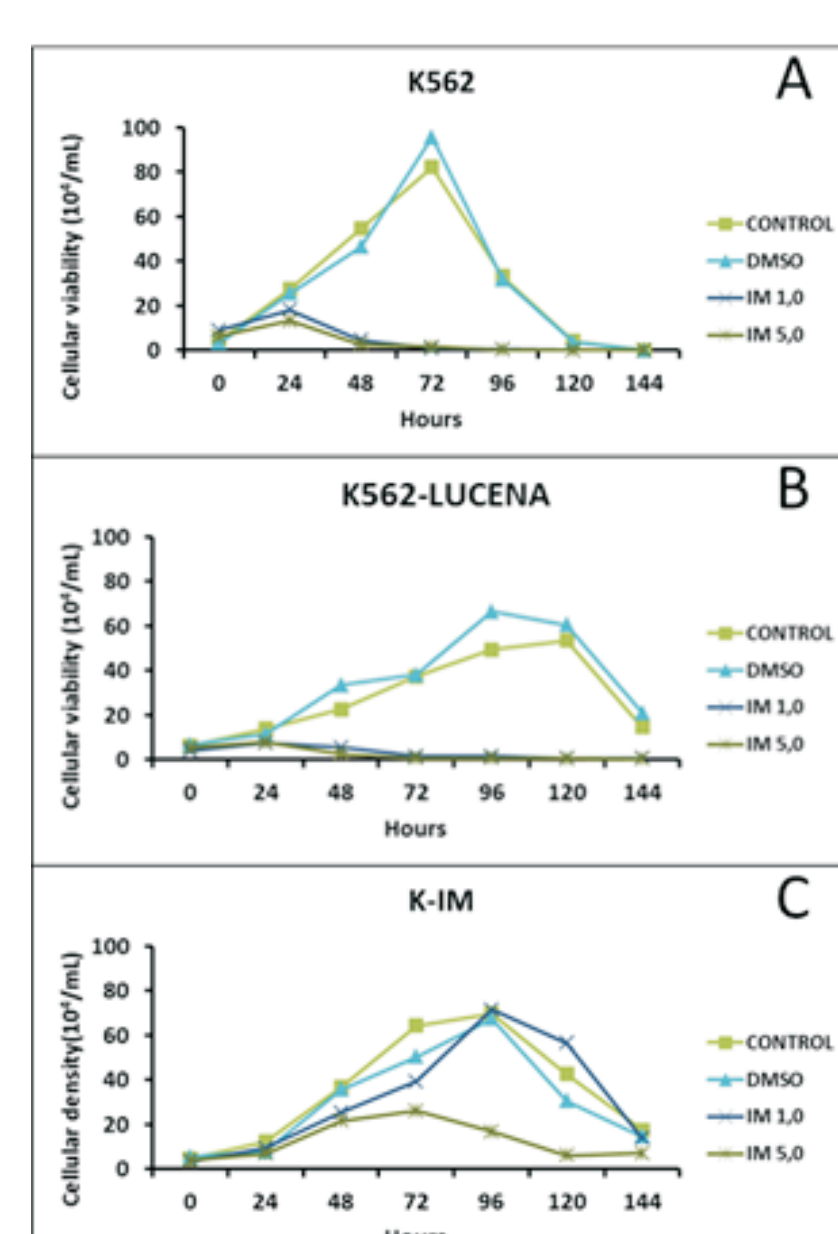 K562
A
Cellular viability (10⁴/mL)
100
80
60
40
20
0
0 24 48 72 96 120 144
Hours
CONTROL
DMSO
IM 1,0
IM 5,0
K562-LUCENA
B
Cellular viability (10⁴/mL)
100
80
60
40
20
0
0 24 48 72 96 120 144
Hours
CONTROL
DMSO
IM 1,0
IM 5,0
K-IM
C
Cellular density(10⁴/mL)
100
80
60
40
20
0
0 24 48 72 96 120 144
CONTROL
DMSO
IM 1,0
IM 5,0